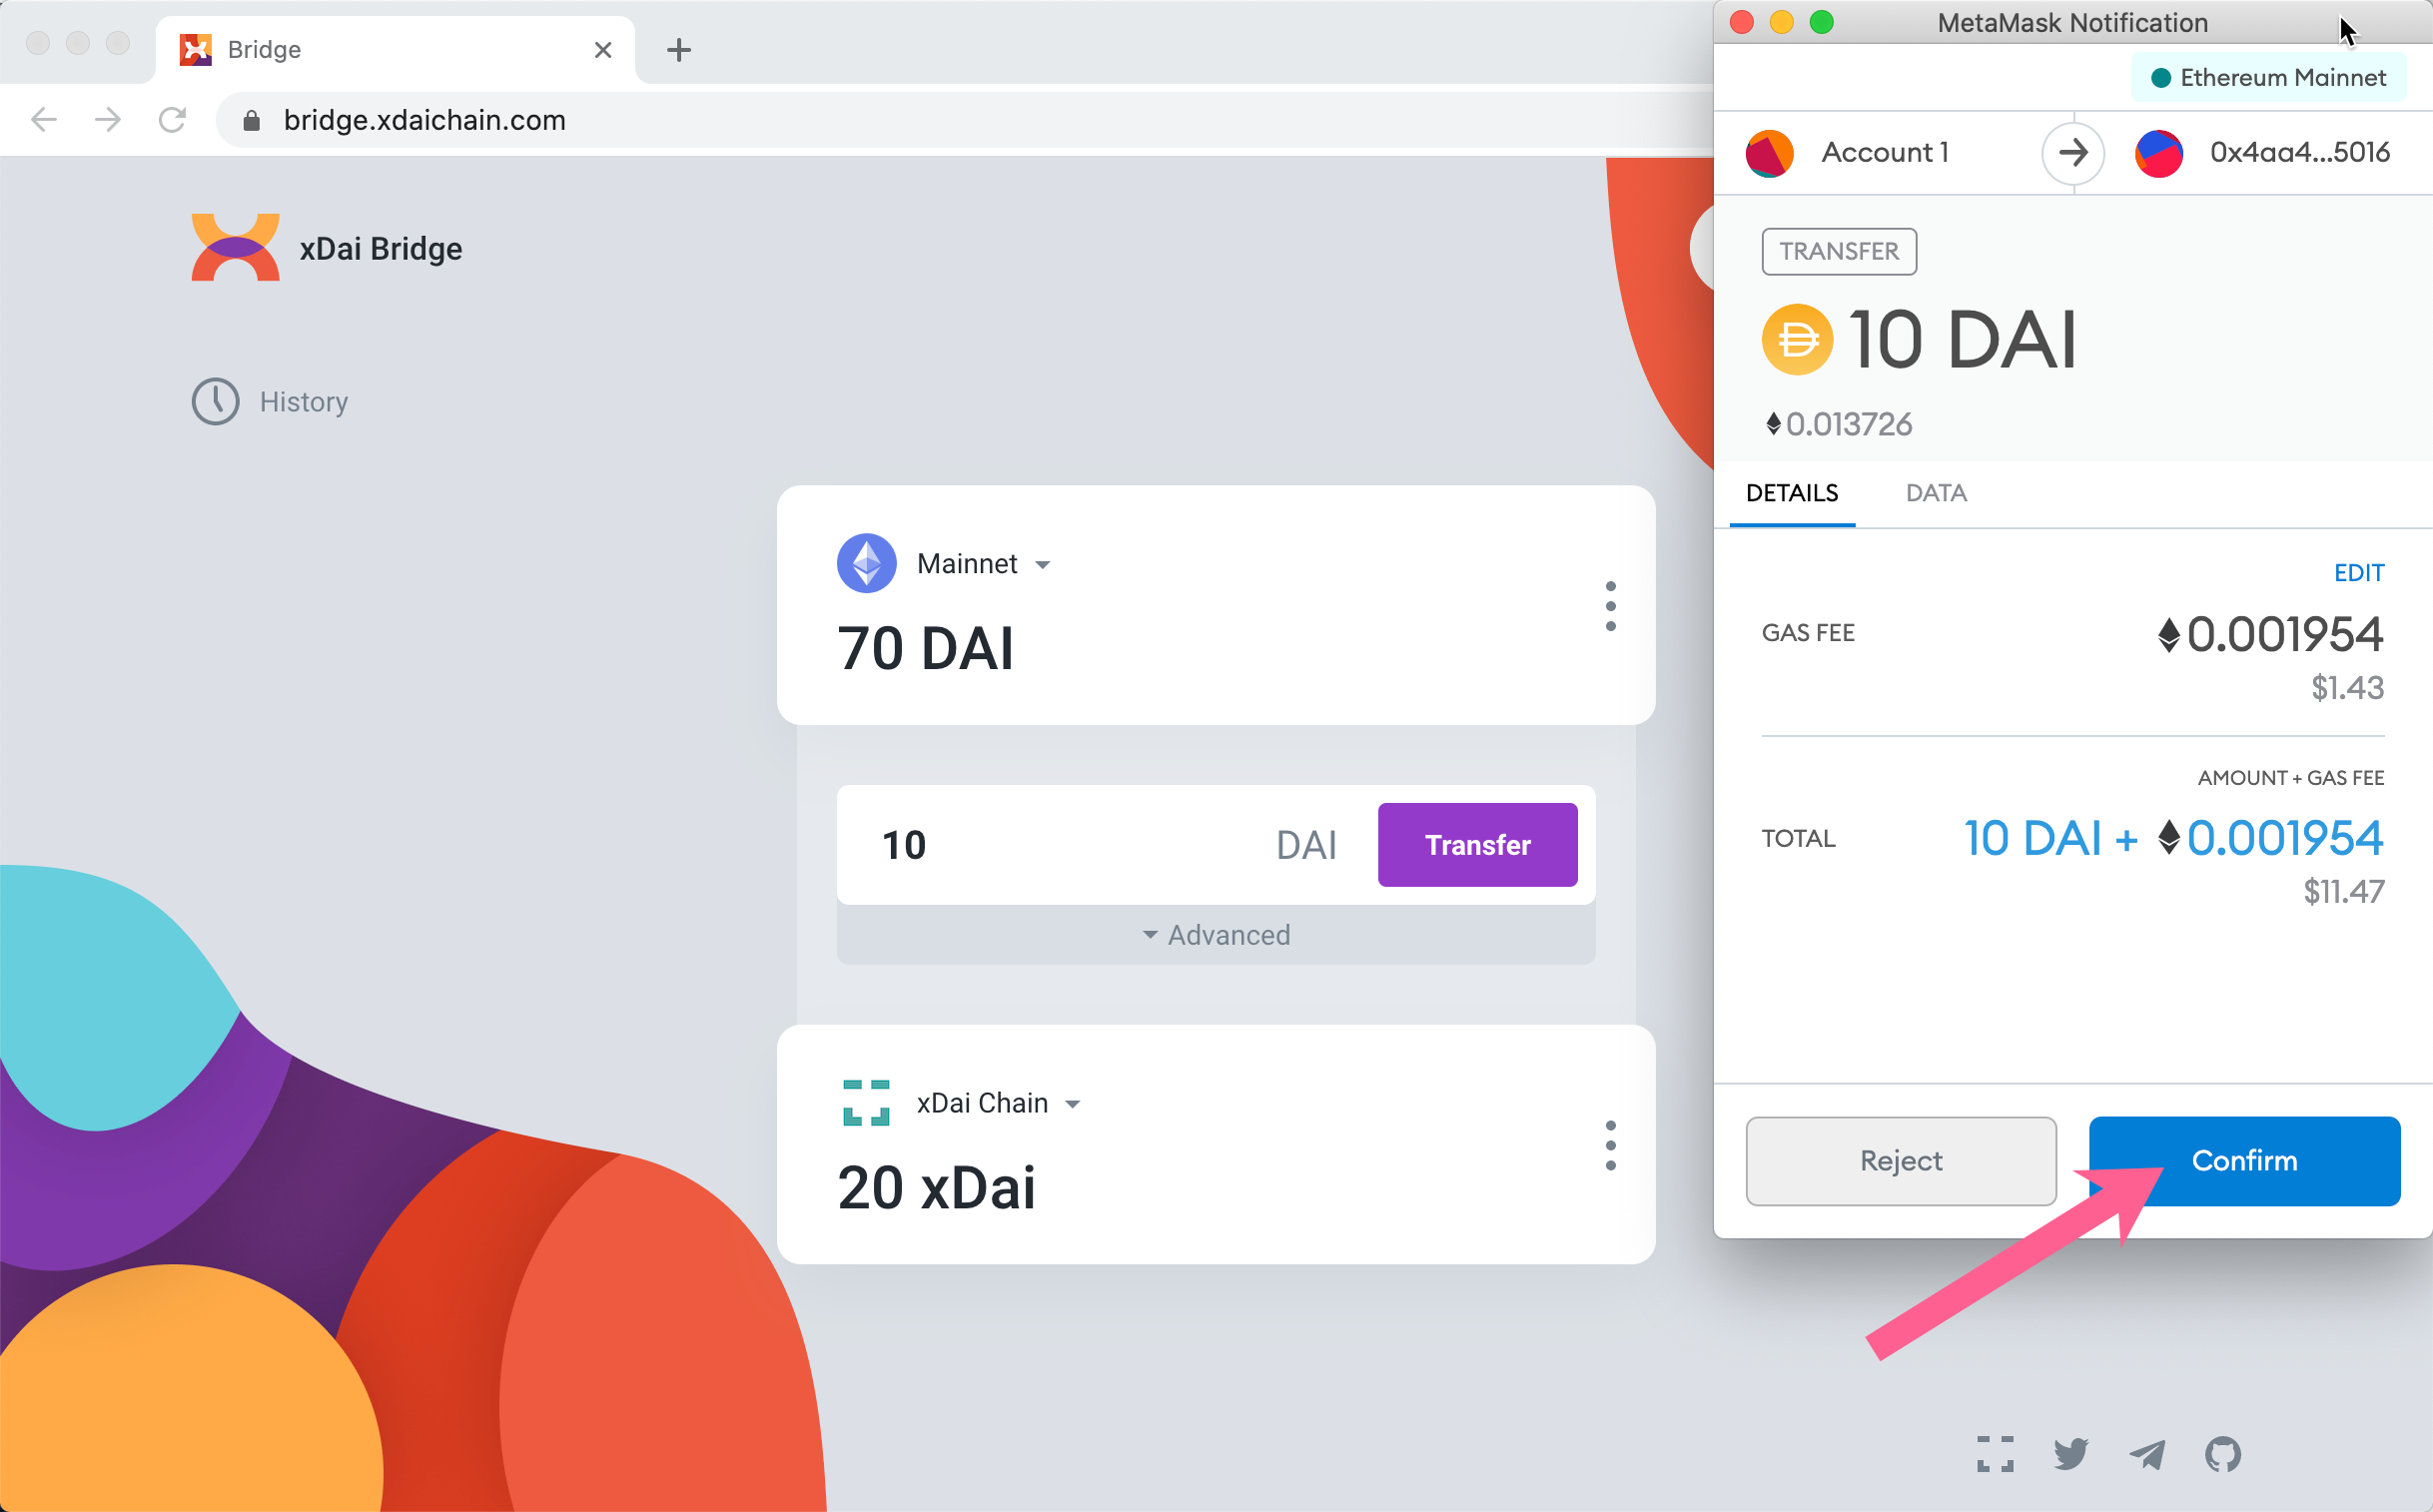 Bridge
bridge.xdaichain.com
xDai Bridge
History
Mainnet
70 DAI
10 DAI Transfer
Advanced
xDai Chain
20 xDai
MetaMask Notification
Ethereum Mainnet
Account 1 0x4aa4...5016
TRANSFER
10 DAI
0.013726
DETAILS DATA
EDIT
GAS FEE 0.001954
$1.43
AMOUNT + GAS FEE
TOTAL 10 DAI + 0.001954
$11.47
Reject Confirm